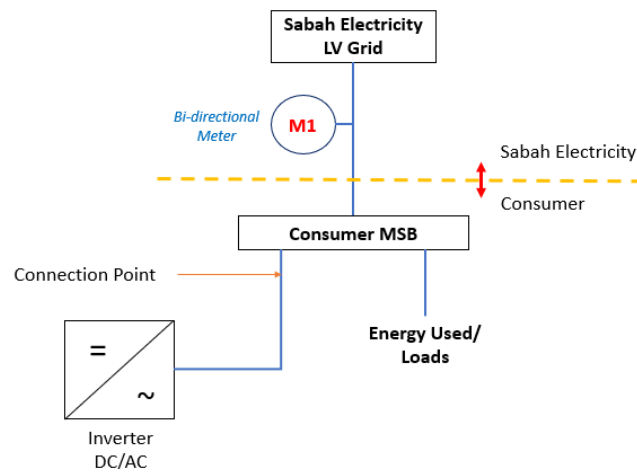 Sabah Electricity
LV Grid
Bi-directional
Meter
M1
Sabah Electricity
Consumer
Consumer MSB
Connection Point
Energy Used/
Loads
=
~
Inverter
DC/AC